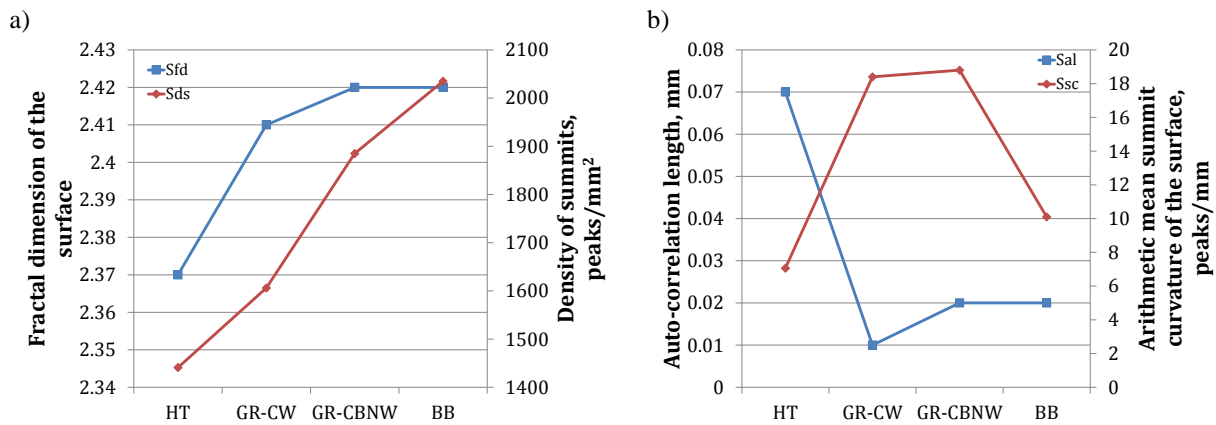 a)
Fractal dimension of the
surface
2.43
2.42
2.41
2.4
2.39
2.38
2.37
2.36
2.35
2.34
Sfd
Sds
2100
2000
1900
1800
1700
1600
1500
1400
Density of summits,
peaks/mm²
HT
GR-CW
GR-CBNW
BB
b)
Auto-correlation length, mm
0.08
0.07
0.06
0.05
0.04
0.03
0.02
0.01
0
Sal
Ssc
20
18
16
14
12
10
8
6
4
2
0
Arithmetic mean summit
curvature of the surface,
peaks/mm
HT
GR-CW
GR-CBNW
BB